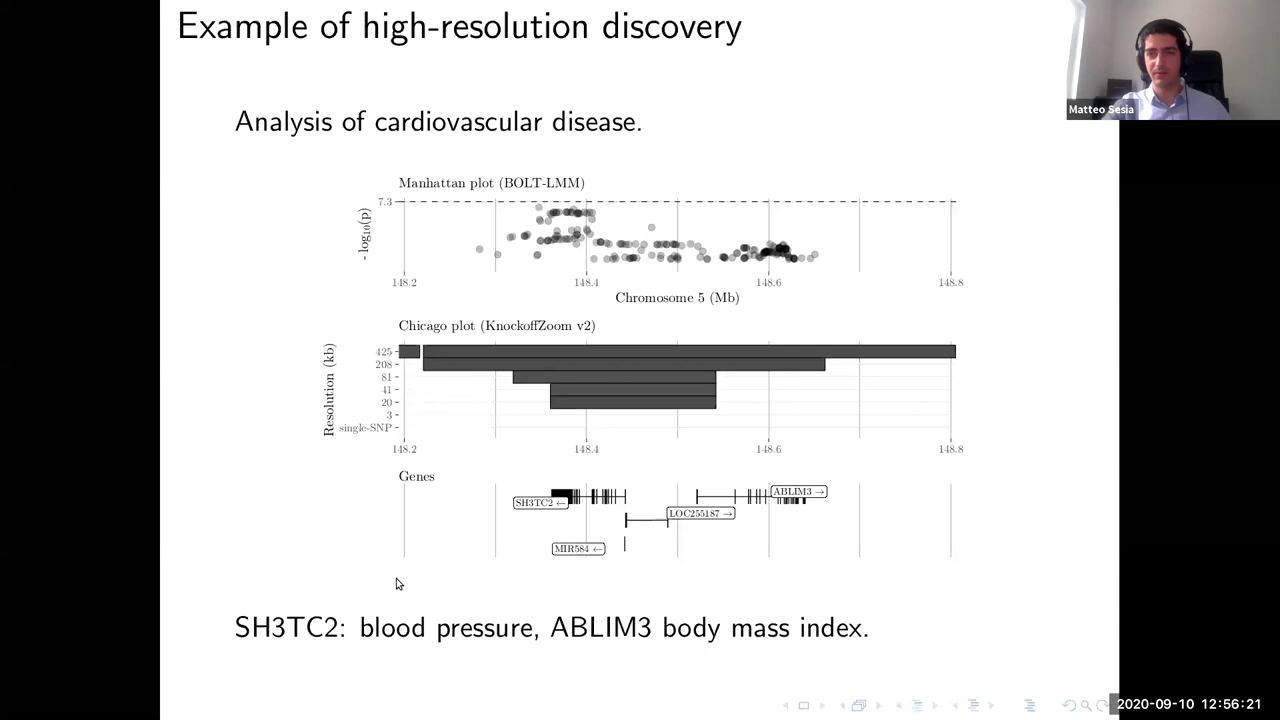 Example of high-resolution discovery
Matteo Sesia
Analysis of cardiovascular disease.
Manhattan plot (BOLT-LMM)
7.3
-log10(p)
148.2 148.4 148.6 148.8
Chromosome 5 (Mb)
Chicago plot (KnockoffZoom v2)
Resolution (kb)
425
208
81
41
20
3
single-SNP
148.2 148.4 148.6 148.8
Genes
ABLIM3 →
SH3TC2 ←
LOC255187 →
MIR584 ←
SH3TC2: blood pressure, ABLIM3 body mass index.
2020-09-10 12:56:21